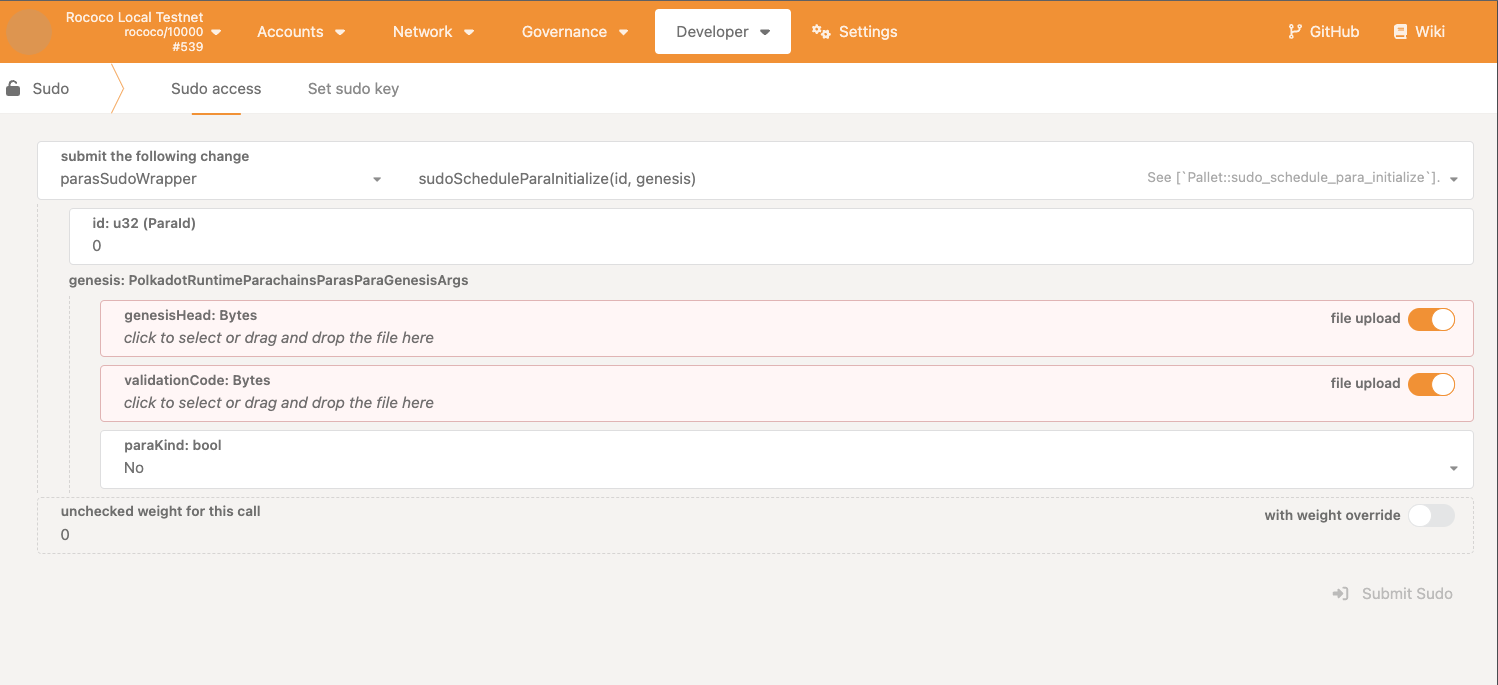 Rococo Local Testnet
rococo/10000
#539
Accounts
Network
Governance
Developer
Settings
GitHub
Wiki
Sudo
Sudo access
Set sudo key
submit the following change
parasSudoWrapper
sudoScheduleParaInitialize(id, genesis)
See [`Pallet::sudo_schedule_para_initialize`].
id: u32 (ParaId)
0
genesis: PolkadotRuntimeParachainsParasParaGenesisArgs
genesisHead: Bytes
click to select or drag and drop the file here
file upload
validationCode: Bytes
click to select or drag and drop the file here
file upload
paraKind: bool
No
unchecked weight for this call
0
with weight override
Submit Sudo